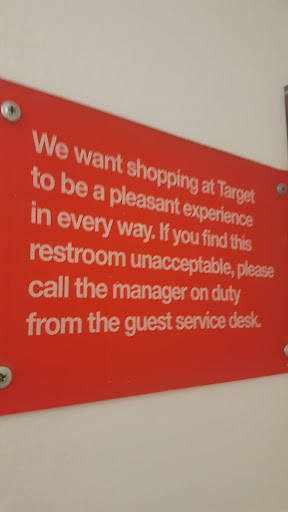 We want shopping at Target
to be a pleasant experience
in every way. If you find this
restroom unacceptable, please
call the manager on duty
from the guest service desk.